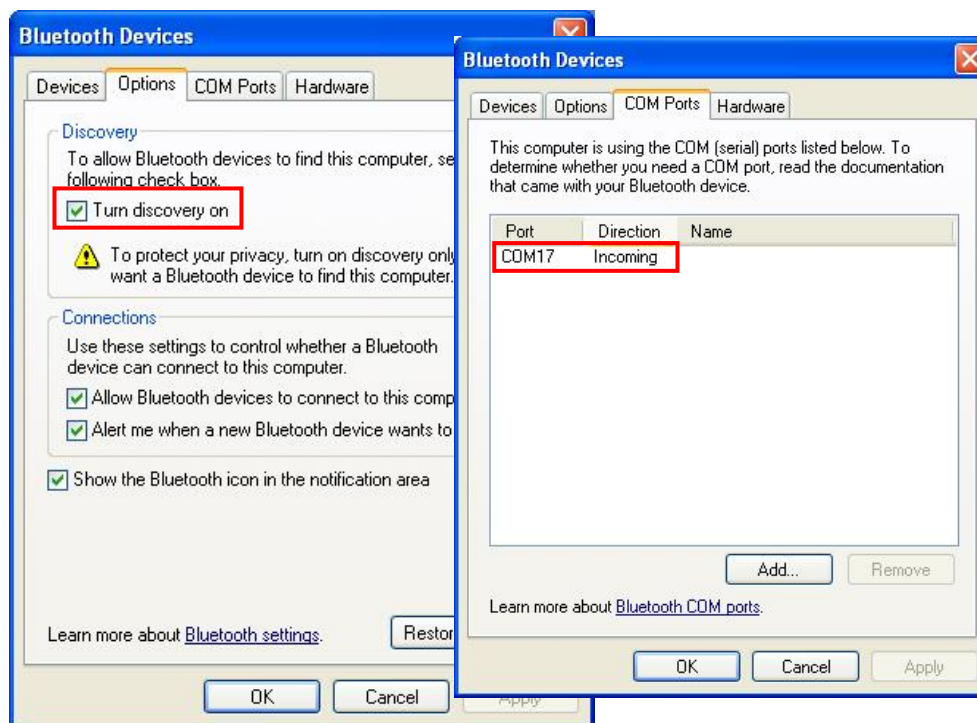 Bluetooth Devices
Devices Options COM Ports Hardware
Discovery
To allow Bluetooth devices to find this computer, se
following check box.
Turn discovery on
To protect your privacy, turn on discovery only
want a Bluetooth device to find this computer.
Connections
Use these settings to control whether a Bluetooth
device can connect to this computer.
Allow Bluetooth devices to connect to this comp
Alert me when a new Bluetooth device wants to
Show the Bluetooth icon in the notification area
Learn more about Bluetooth settings.
Restor
OK Cancel Apply
Bluetooth Devices
Devices Options COM Ports Hardware
This computer is using the COM (serial) ports listed below. To
determine whether you need a COM port, read the documentation
that came with your Bluetooth device.
Port Direction Name
COM17 Incoming
Add... Remove
Learn more about Bluetooth COM ports.
OK Cancel Apply